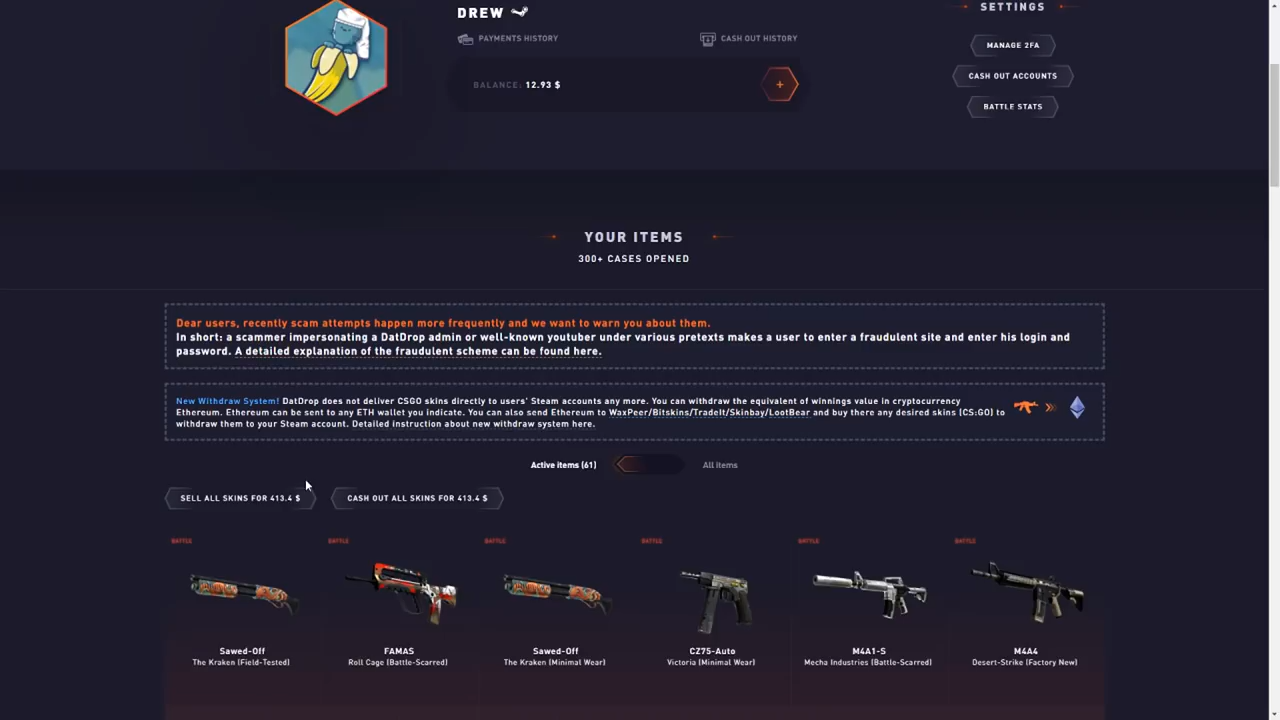 DREW
SETTINGS
PAYMENTS HISTORY
CASH OUT HISTORY
MANAGE 2FA
BALANCE: 12.93 $
+
CASH OUT ACCOUNTS
BATTLE STATS
YOUR ITEMS
300+ CASES OPENED
Dear users, recently scam attempts happen more frequently and we want to warn you about them.
In short: a scammer impersonating a DatDrop admin or well-known youtuber under various pretexts makes a user to enter a fraudulent site and enter his login and
password. A detailed explanation of the fraudulent scheme can be found here.
New Withdraw System! DatDrop does not deliver CSGO skins directly to users' Steam accounts any more. You can withdraw the equivalent of winnings value in cryptocurrency
Ethereum. Ethereum can be sent to any ETH wallet you indicate. You can also send Ethereum to WaxPeer/Bitskins/TradeIt/Skinbay/LootBear and buy there any desired skins (CS:GO) to
withdraw them to your Steam account. Detailed instruction about new withdraw system here.
Active items (61)
All items
SELL ALL SKINS FOR 413.4 $
CASH OUT ALL SKINS FOR 413.4 $
BATTLE
BATTLE
BATTLE
BATTLE
BATTLE
BATTLE
Sawed-Off
The Kraken (Field-Tested)
FAMAS
Roll Cage (Battle-Scarred)
Sawed-Off
The Kraken (Minimal Wear)
CZ75-Auto
Victoria (Minimal Wear)
M4A1-S
Mecha Industries (Battle-Scarred)
M4A4
Desert-Strike (Factory New)